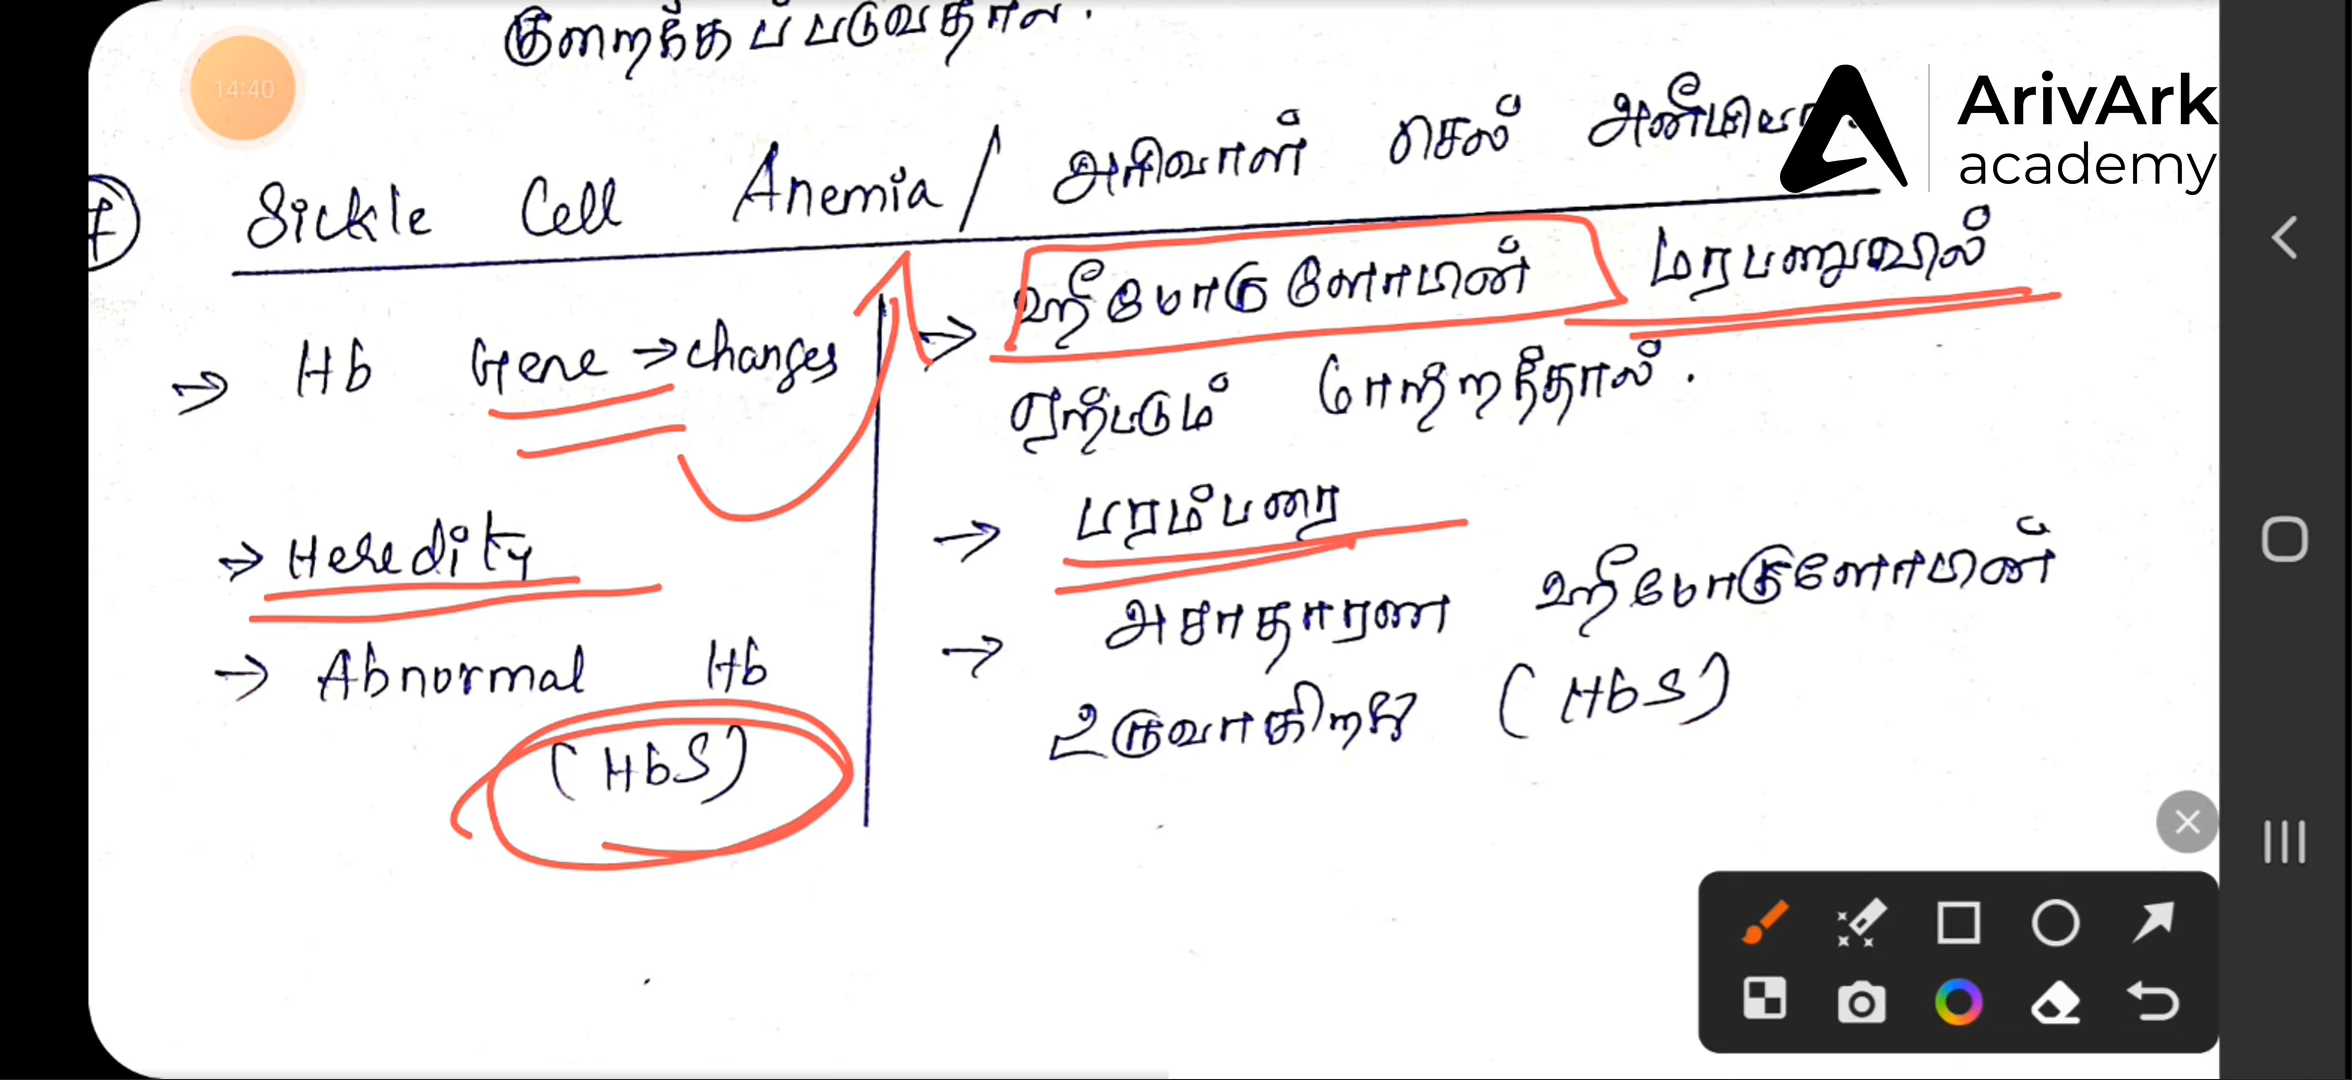 குறைக்கப்படுவதால்.
14:40
ArivArk
academy
f Sickle Cell Anemia / அரிவாள் செல் அனீமியா.
→ Hb Gene → changes
→ Heredity
→ Abnormal Hb
(HbS)
→ ஹீமோகுளோபின் மரபணுவில்
ஏற்படும் மாற்றத்தால்.
→ பரம்பரை
→ அசாதாரண ஹீமோகுளோபின்
உருவாகிறது (HbS)